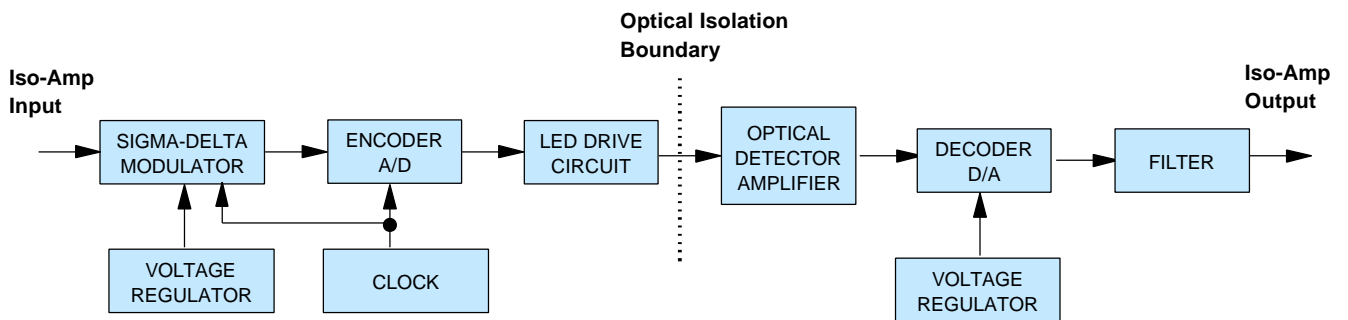 Optical Isolation
Boundary
Iso-Amp
Input
Iso-Amp
Output
SIGMA-DELTA
MODULATOR
ENCODER
A/D
LED DRIVE
CIRCUIT
OPTICAL
DETECTOR
AMPLIFIER
DECODER
D/A
FILTER
VOLTAGE
REGULATOR
CLOCK
VOLTAGE
REGULATOR